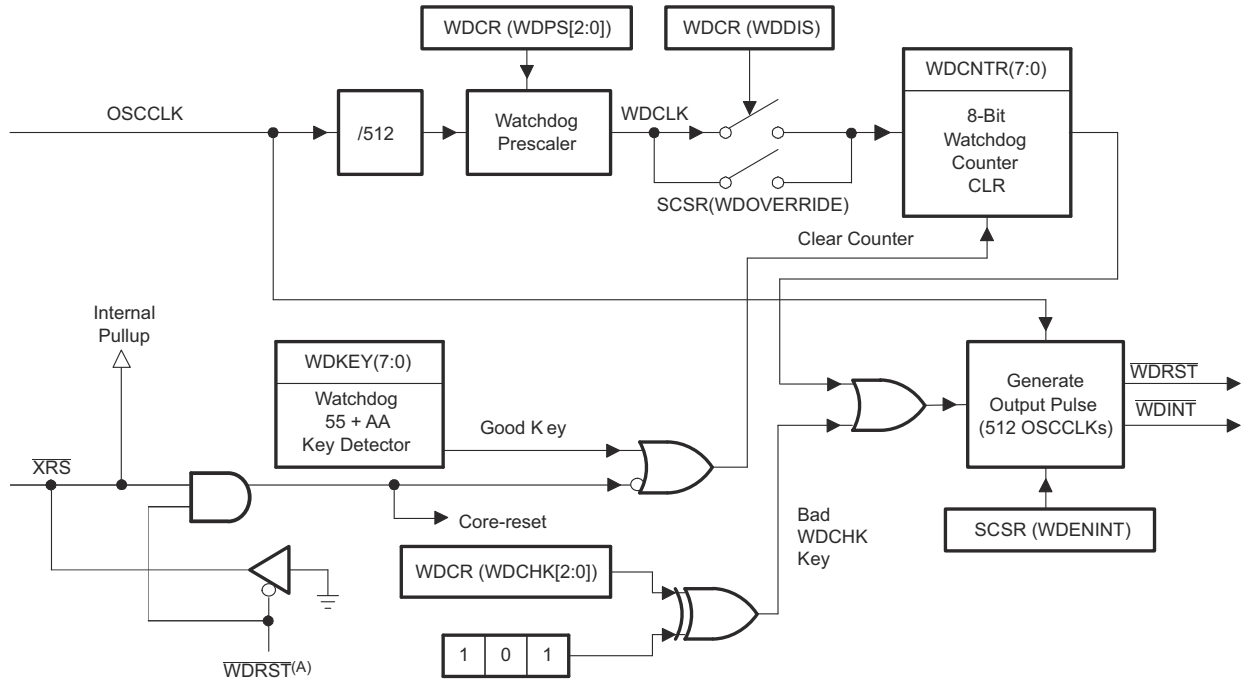 WDCR (WDPS[2:0])
WDCR (WDDIS)
WDCNTR(7:0)
OSCCLK
/512
Watchdog
Prescaler
WDCLK
8-Bit
Watchdog
Counter
CLR
SCSR(WDOVERRIDE)
Clear Counter
Internal
Pullup
WDKEY(7:0)
Watchdog
55 + AA
Key Detector
Good Key
Generate
Output Pulse
(512 OSCCLKs)
WDRST
WDINT
XRS
Core-reset
Bad
WDCHK
Key
SCSR (WDENINT)
WDCR (WDCHK[2:0])
1 0 1
WDRST(A)